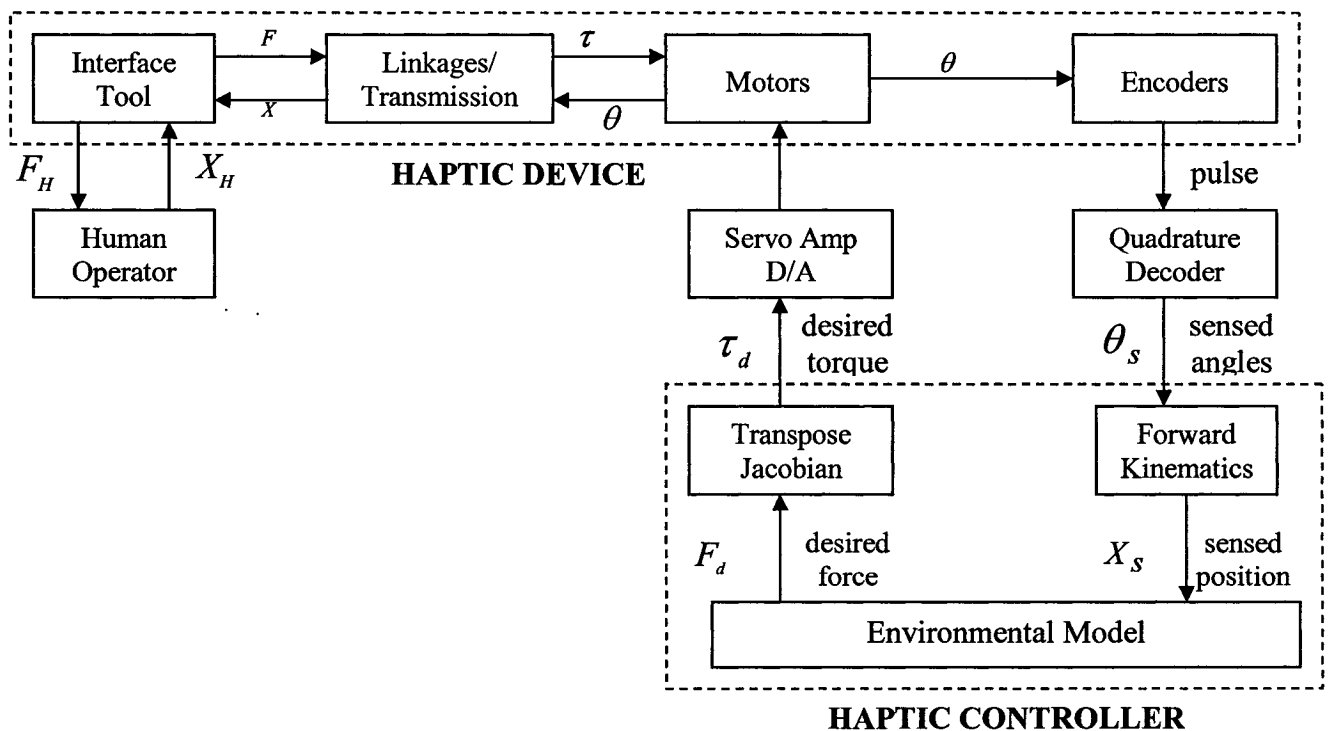 F
τ
Interface
Tool
Linkages/
Transmission
Motors
θ
Encoders
X
θ
F_H
X_H
HAPTIC DEVICE
pulse
Human
Operator
Servo Amp
D/A
Quadrature
Decoder
τ_d
desired
torque
θ_s
sensed
angles
Transpose
Jacobian
Forward
Kinematics
F_d
desired
force
X_s
sensed
position
Environmental Model
HAPTIC CONTROLLER